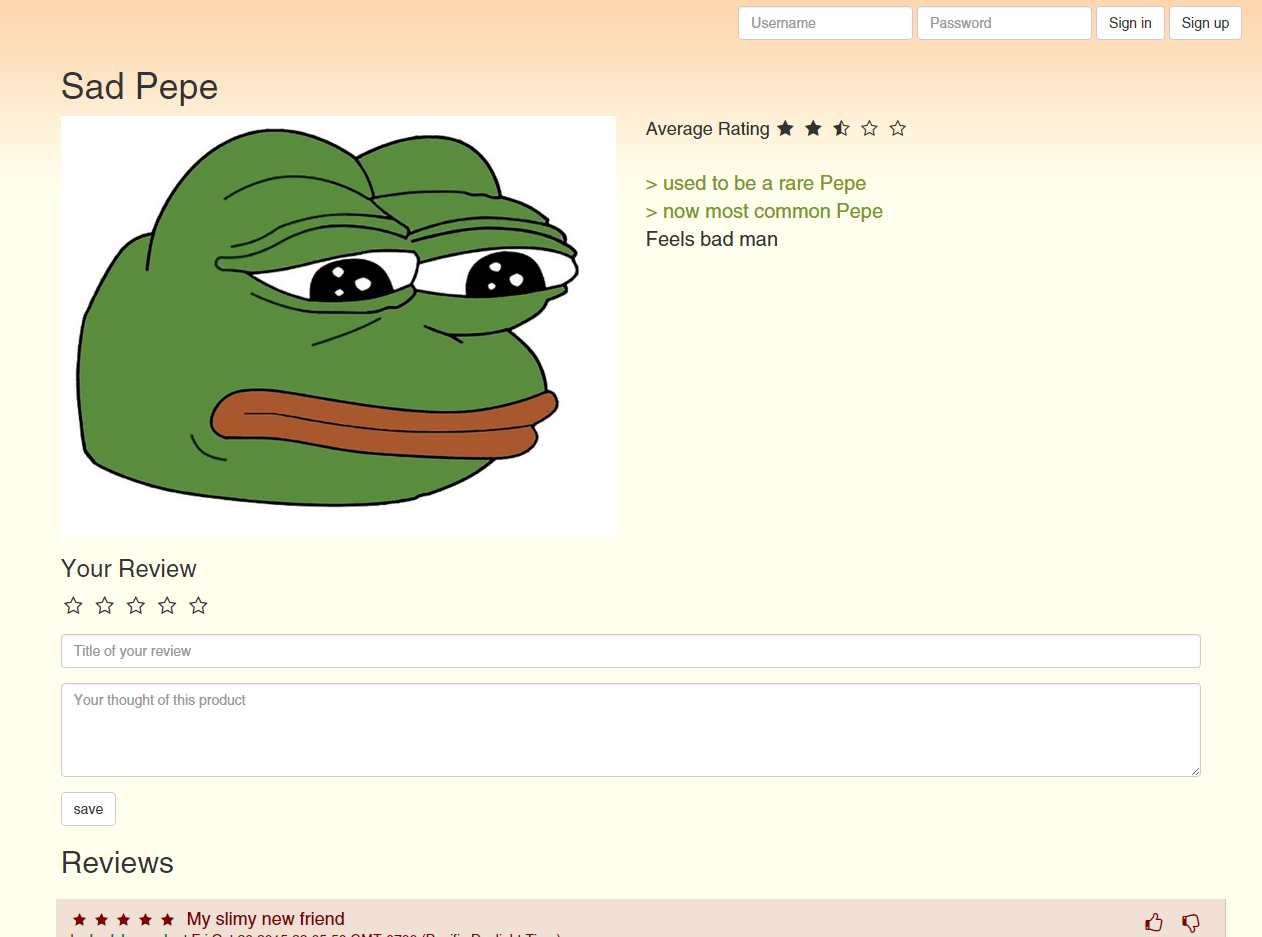 Username Password Sign in Sign up
Sad Pepe
Average Rating
> used to be a rare Pepe
> now most common Pepe
Feels bad man
Your Review
Title of your review
Your thought of this product
save
Reviews
My slimy new friend